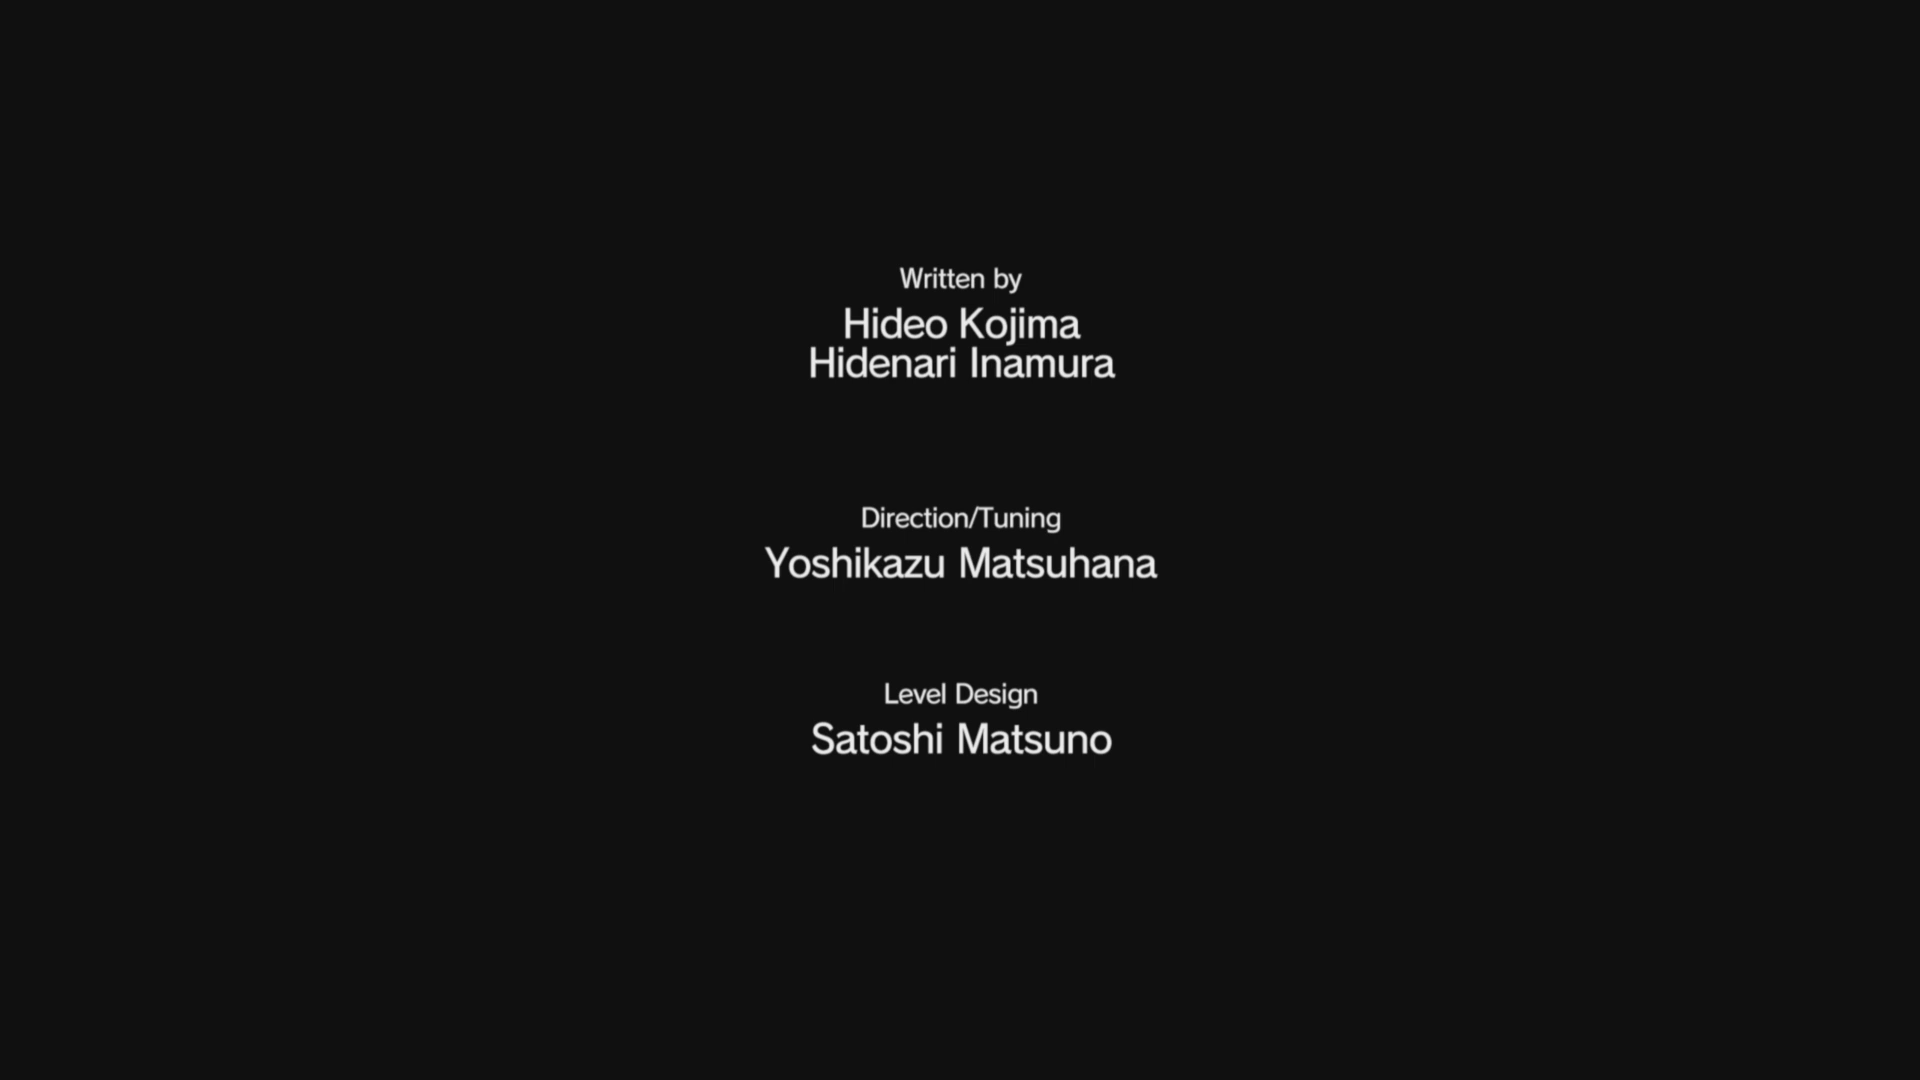 Written by
Hideo Kojima
Hidenari Inamura
Direction/Tuning
Yoshikazu Matsuhana
Level Design
Satoshi Matsuno